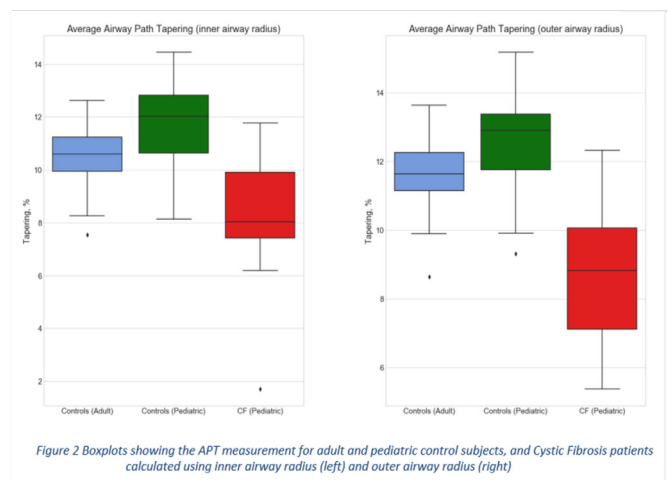 Average Airway Path Tapering (inner airway radius)
Tapering, %
14
12
10
8
6
4
2
Controls (Adult) Controls (Pediatric) CF (Pediatric)
Average Airway Path Tapering (outer airway radius)
Tapering, %
14
12
10
8
6
Controls (Adult) Controls (Pediatric) CF (Pediatric)
Figure 2 Boxplots showing the APT measurement for adult and pediatric control subjects, and Cystic Fibrosis patients
calculated using inner airway radius (left) and outer airway radius (right)